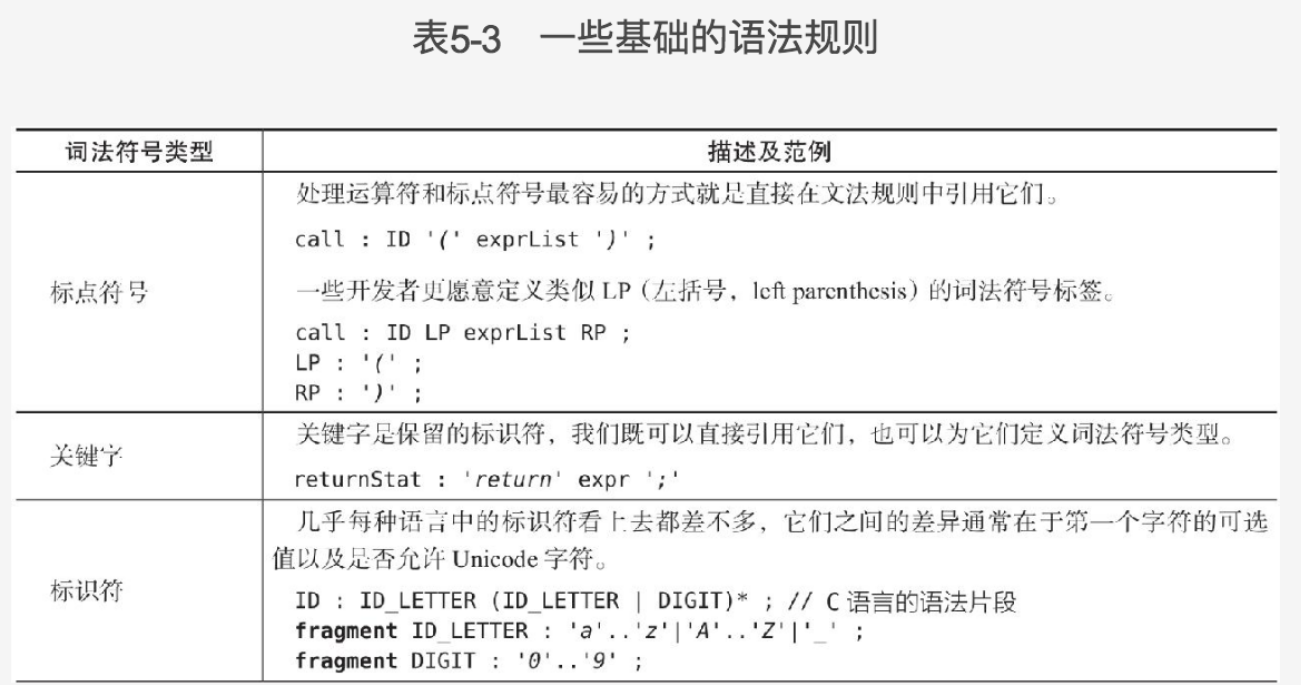 表5-3 一些基础的语法规则
词法符号类型 描述及范例
处理运算符和标点符号最容易的方式就是直接在文法规则中引用它们。
call : ID '(' exprList ')' ;
标点符号
一些开发者更愿意定义类似 LP（左括号，left parenthesis）的词法符号标签。
call : ID LP exprList RP ;
LP : '(' ;
RP : ')' ;
关键字
关键字是保留的标识符，我们既可以直接引用它们，也可以为它们定义词法符号类型。
returnStat : 'return' expr ';'
几乎每种语言中的标识符看上去都差不多，它们之间的差异通常在于第一个字符的可选
值以及是否允许 Unicode 字符。
标识符
ID : ID_LETTER (ID_LETTER | DIGIT)* ; // C 语言的语法片段
fragment ID_LETTER : 'a'..'z'|'A'..'Z'|'_' ;
fragment DIGIT : '0'..'9' ;